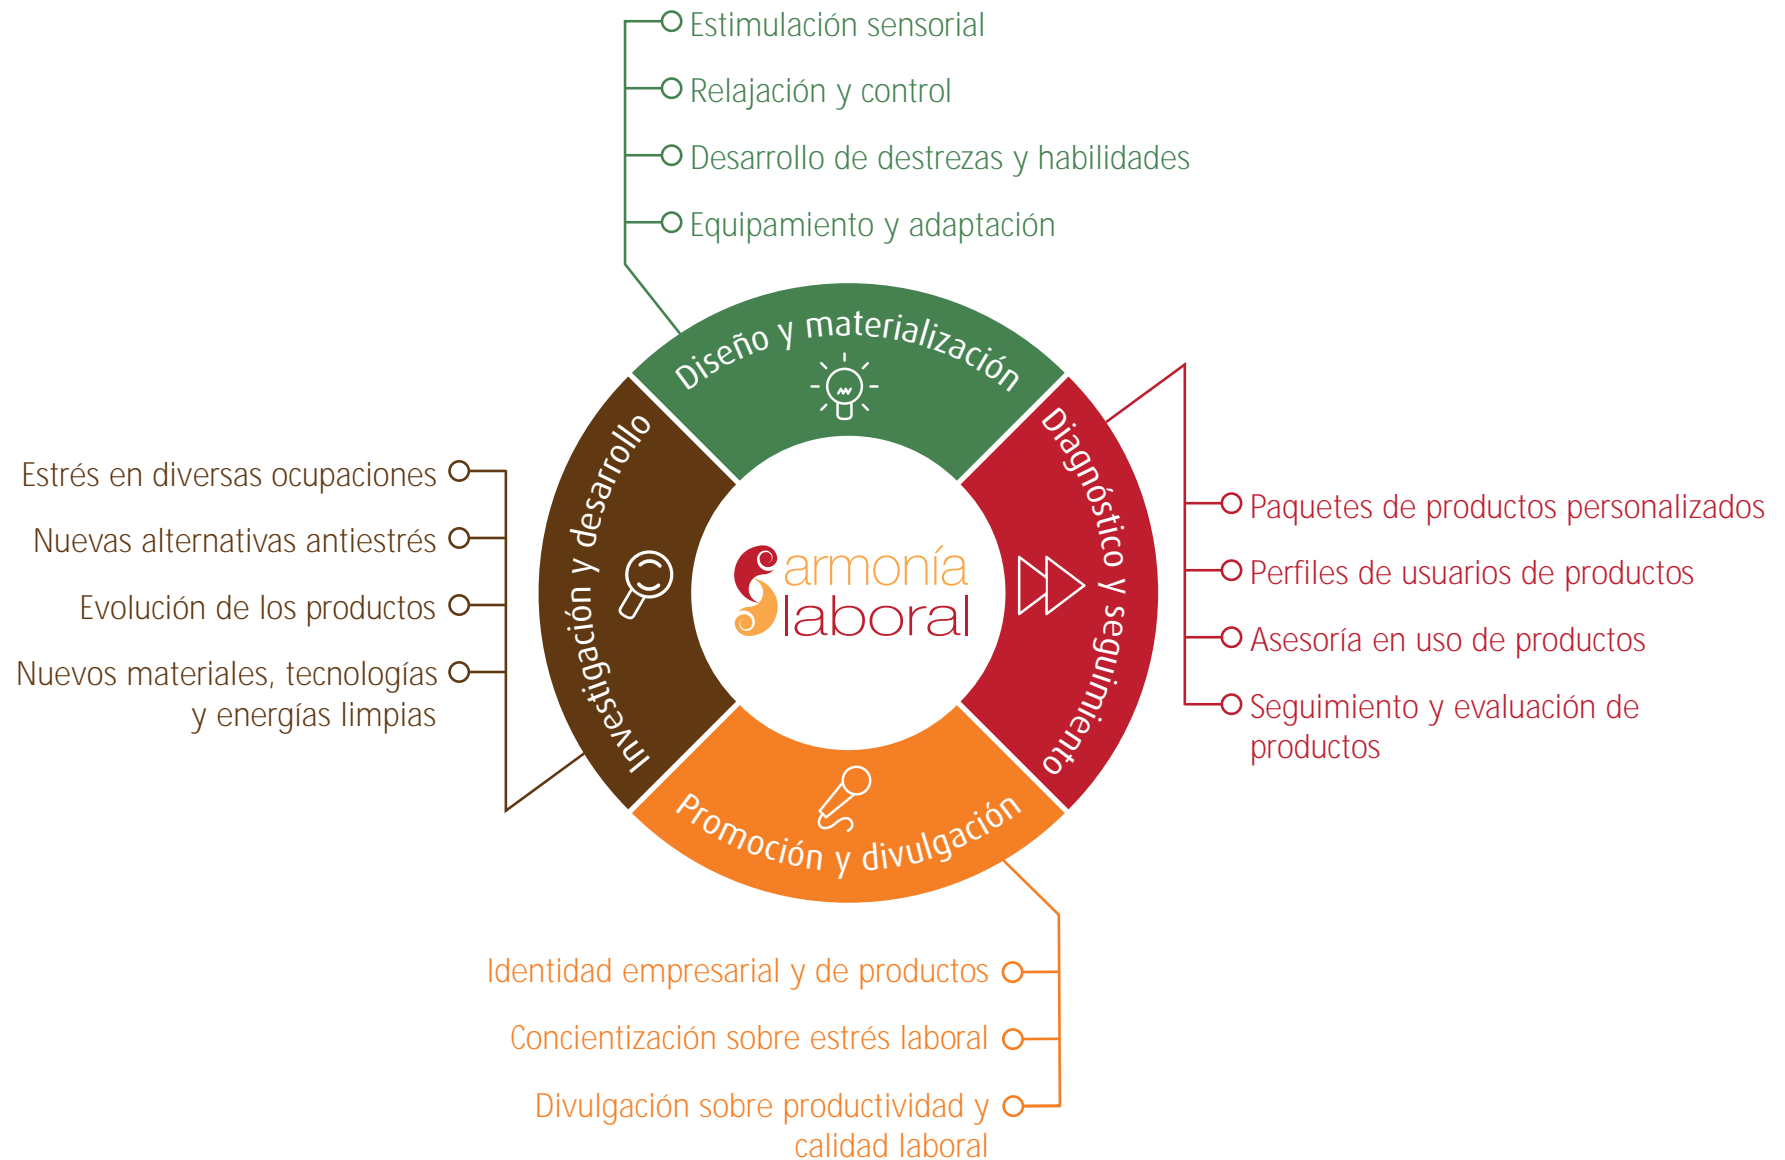 Estimulación sensorial
Relajación y control
Desarrollo de destrezas y habilidades
Equipamiento y adaptación
Diseño y materialización
Diagnóstico y seguimiento
Paquetes de productos personalizados
Perfiles de usuarios de productos
Asesoría en uso de productos
Seguimiento y evaluación de
productos
Investigación y desarrollo
Estrés en diversas ocupaciones
Nuevas alternativas antiestrés
Evolución de los productos
Nuevos materiales, tecnologías
y energías limpias
armonía
laboral
Promoción y divulgación
Identidad empresarial y de productos
Concientización sobre estrés laboral
Divulgación sobre productividad y
calidad laboral